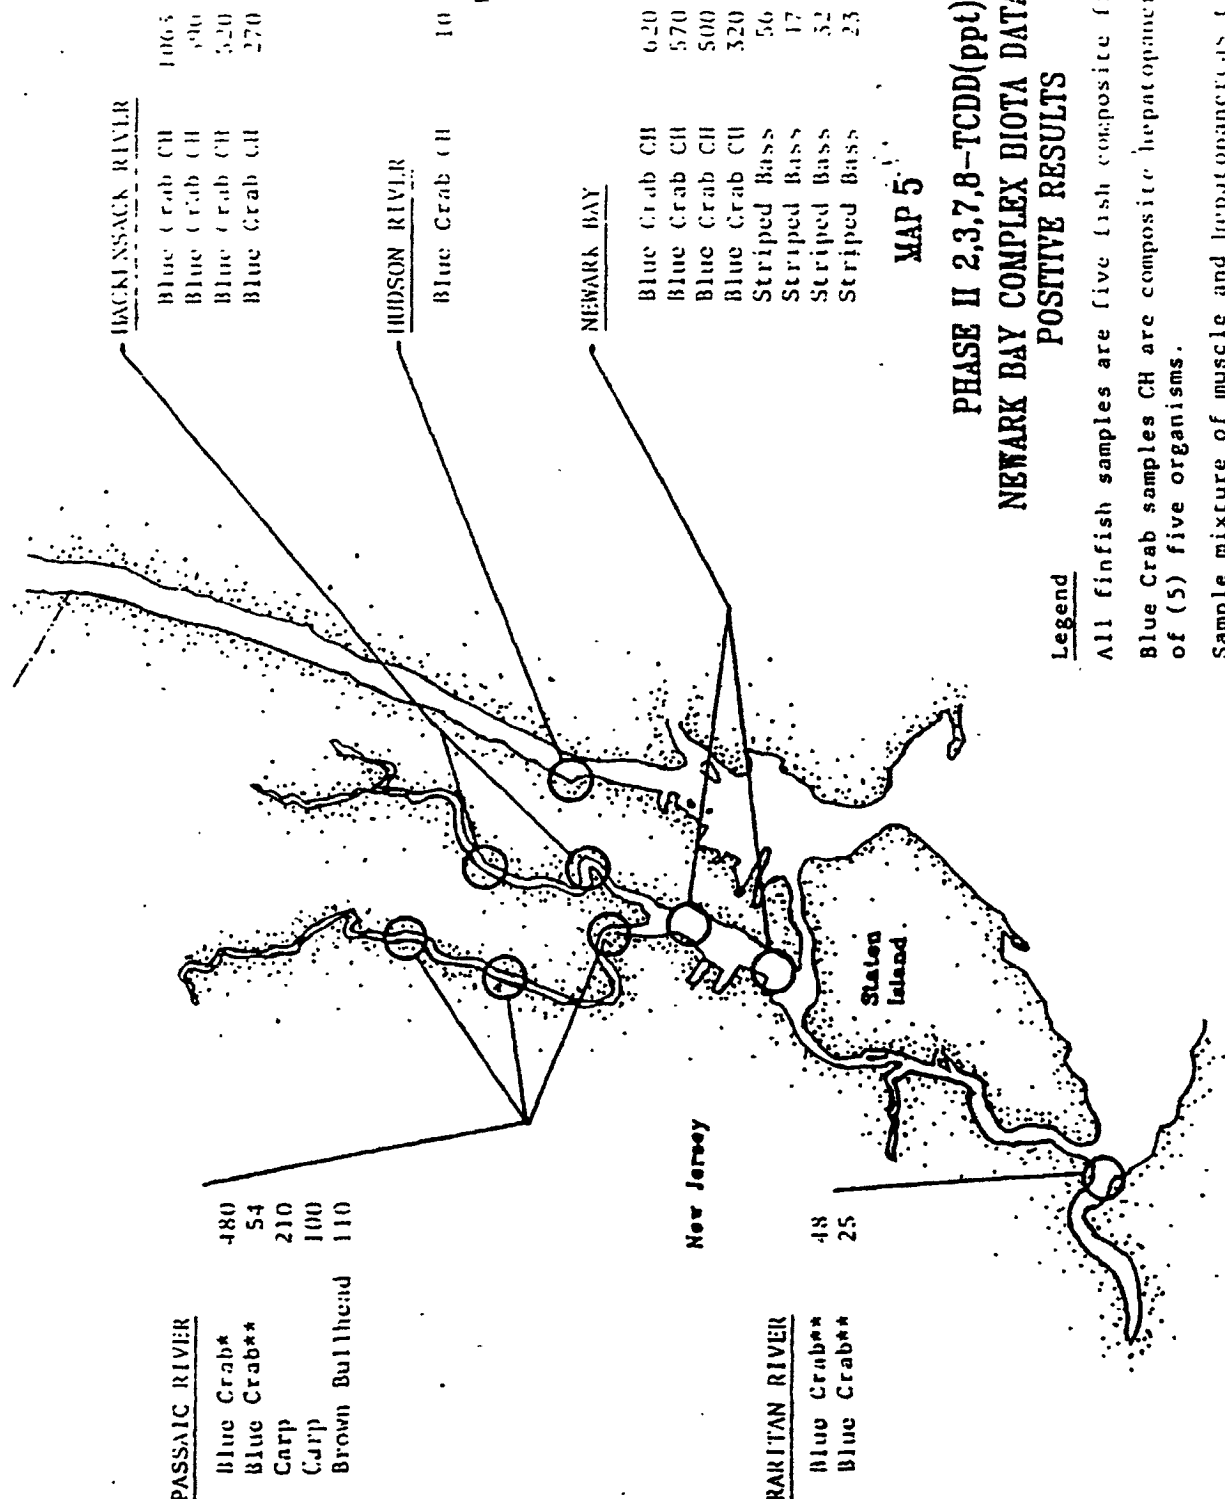 PASSAIC RIVER
Blue Crab* 480
Blue Crab** 54
Carp 210
Carp 100
Brown Bullhead 110
RARITAN RIVER
Blue Crab** 48
Blue Crab** 25
New Jersey
Staten
Island
HACKENSACK RIVER
Blue Crab CH
Blue Crab CH
Blue Crab CH 520
Blue Crab CH 270
HUDSON RIVER
Blue Crab CH 10
NEWARK BAY
Blue Crab CH 620
Blue Crab CH 570
Blue Crab CH 500
Blue Crab CH 320
Striped Bass 56
Striped Bass 17
Striped Bass 32
Striped Bass 23
MAP 5
PHASE II 2,3,7,8-TCDD(ppt)
NEWARK BAY COMPLEX BIOTA DATA
POSITIVE RESULTS
Legend
All finfish samples are five fish composite
Blue Crab samples CH are composite
of (5) five organisms.
Sample mixture of muscle and